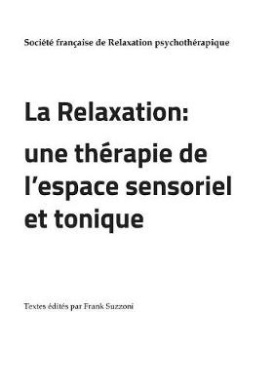 Société française de Relaxation psychothérapique
La Relaxation:
une thérapie de
l'espace sensoriel
et tonique
Textes édités par Frank Suzzoni